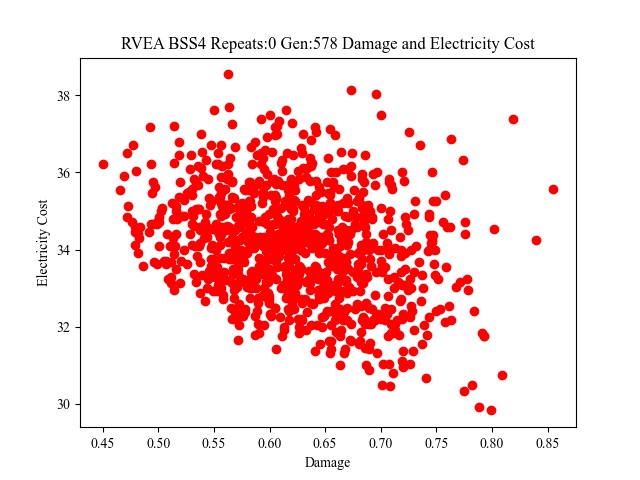 RVEA BSS4 Repeats:0 Gen:578 Damage and Electricity Cost
Electricity Cost
38
36
34
32
30
0.45 0.50 0.55 0.60 0.65 0.70 0.75 0.80 0.85
Damage